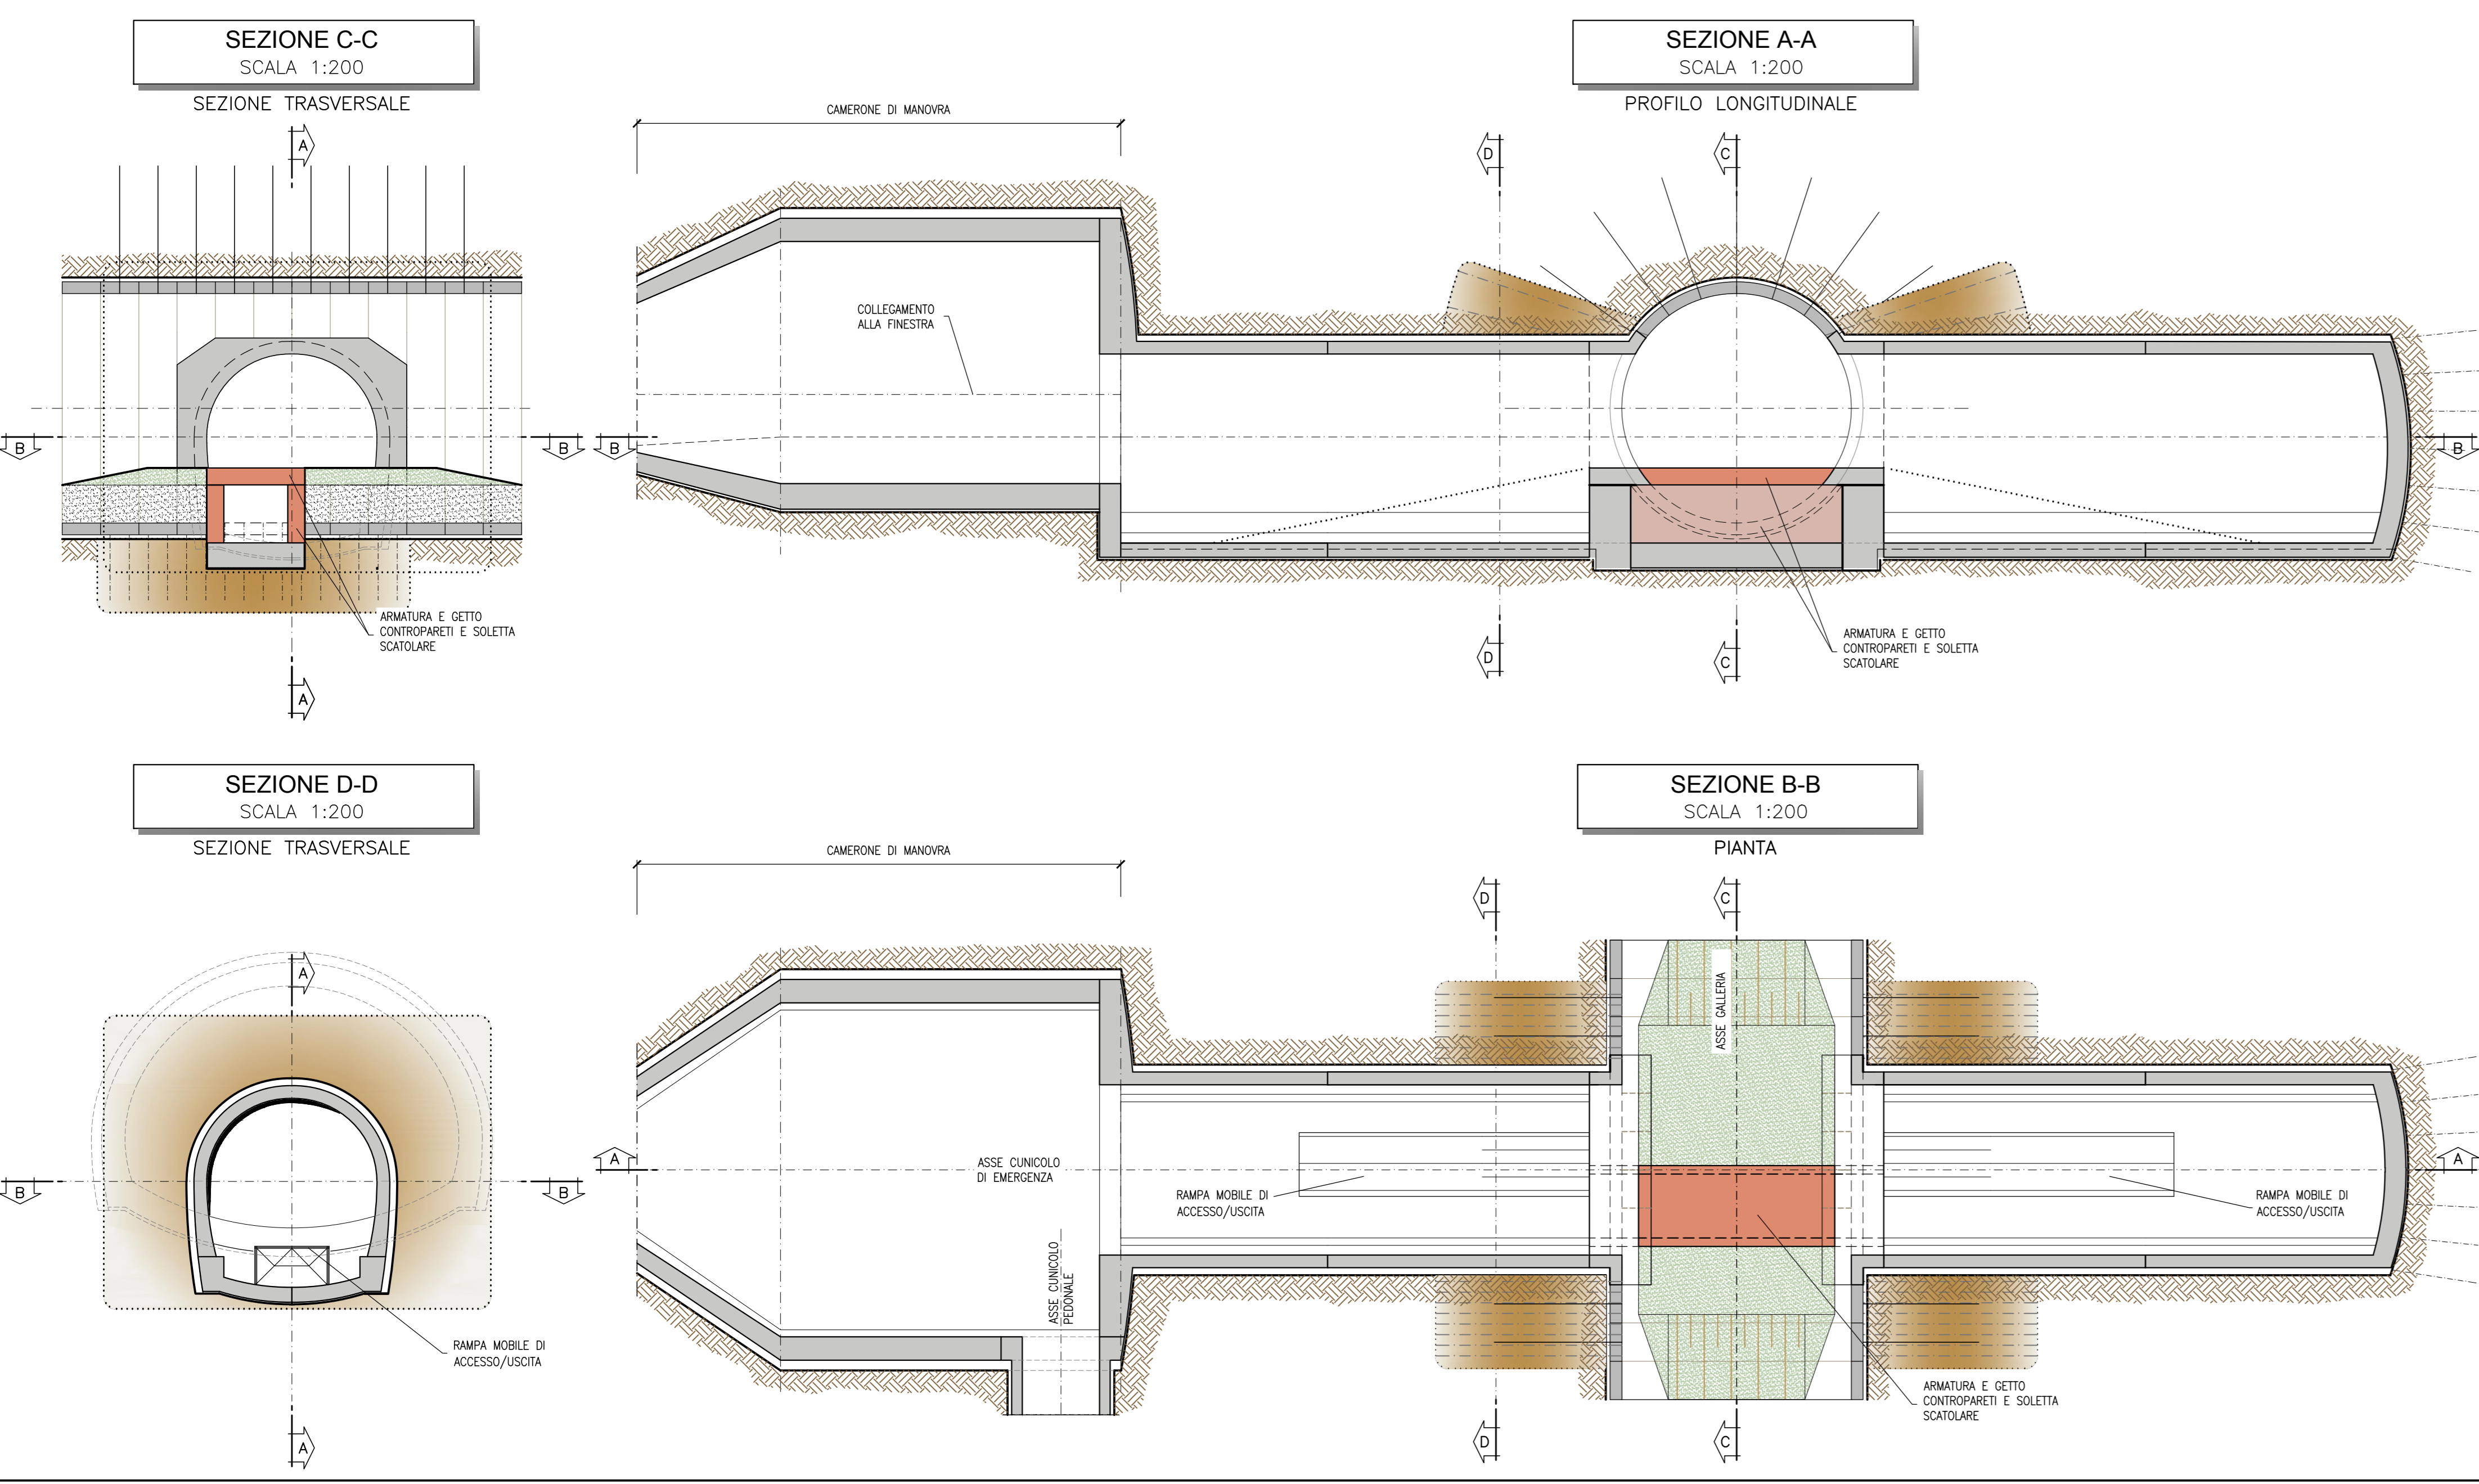 SEZIONE C-C
SCALA 1:200
SEZIONE TRASVERSALE
A
B
B
ARMATURA E GETTO
CONTROPARETI E SOLETTA
SCATOLARE
A
SEZIONE A-A
SCALA 1:200
PROFILO LONGITUDINALE
CAMERONE DI MANOVRA
D
C
COLLEGAMENTO
ALLA FINESTRA
B
B
ARMATURA E GETTO
CONTROPARETI E SOLETTA
SCATOLARE
D
C
SEZIONE D-D
SCALA 1:200
SEZIONE TRASVERSALE
A
B
B
RAMPA MOBILE DI
ACCESSO/USCITA
A
SEZIONE B-B
SCALA 1:200
PIANTA
CAMERONE DI MANOVRA
D
C
ASSE GALLERIA
A
ASSE CUNICOLO
DI EMERGENZA
A
RAMPA MOBILE DI
ACCESSO/USCITA
RAMPA MOBILE DI
ACCESSO/USCITA
ASSE CUNICOLO
PEDONALE
ARMATURA E GETTO
CONTROPARETI E SOLETTA
SCATOLARE
D
C